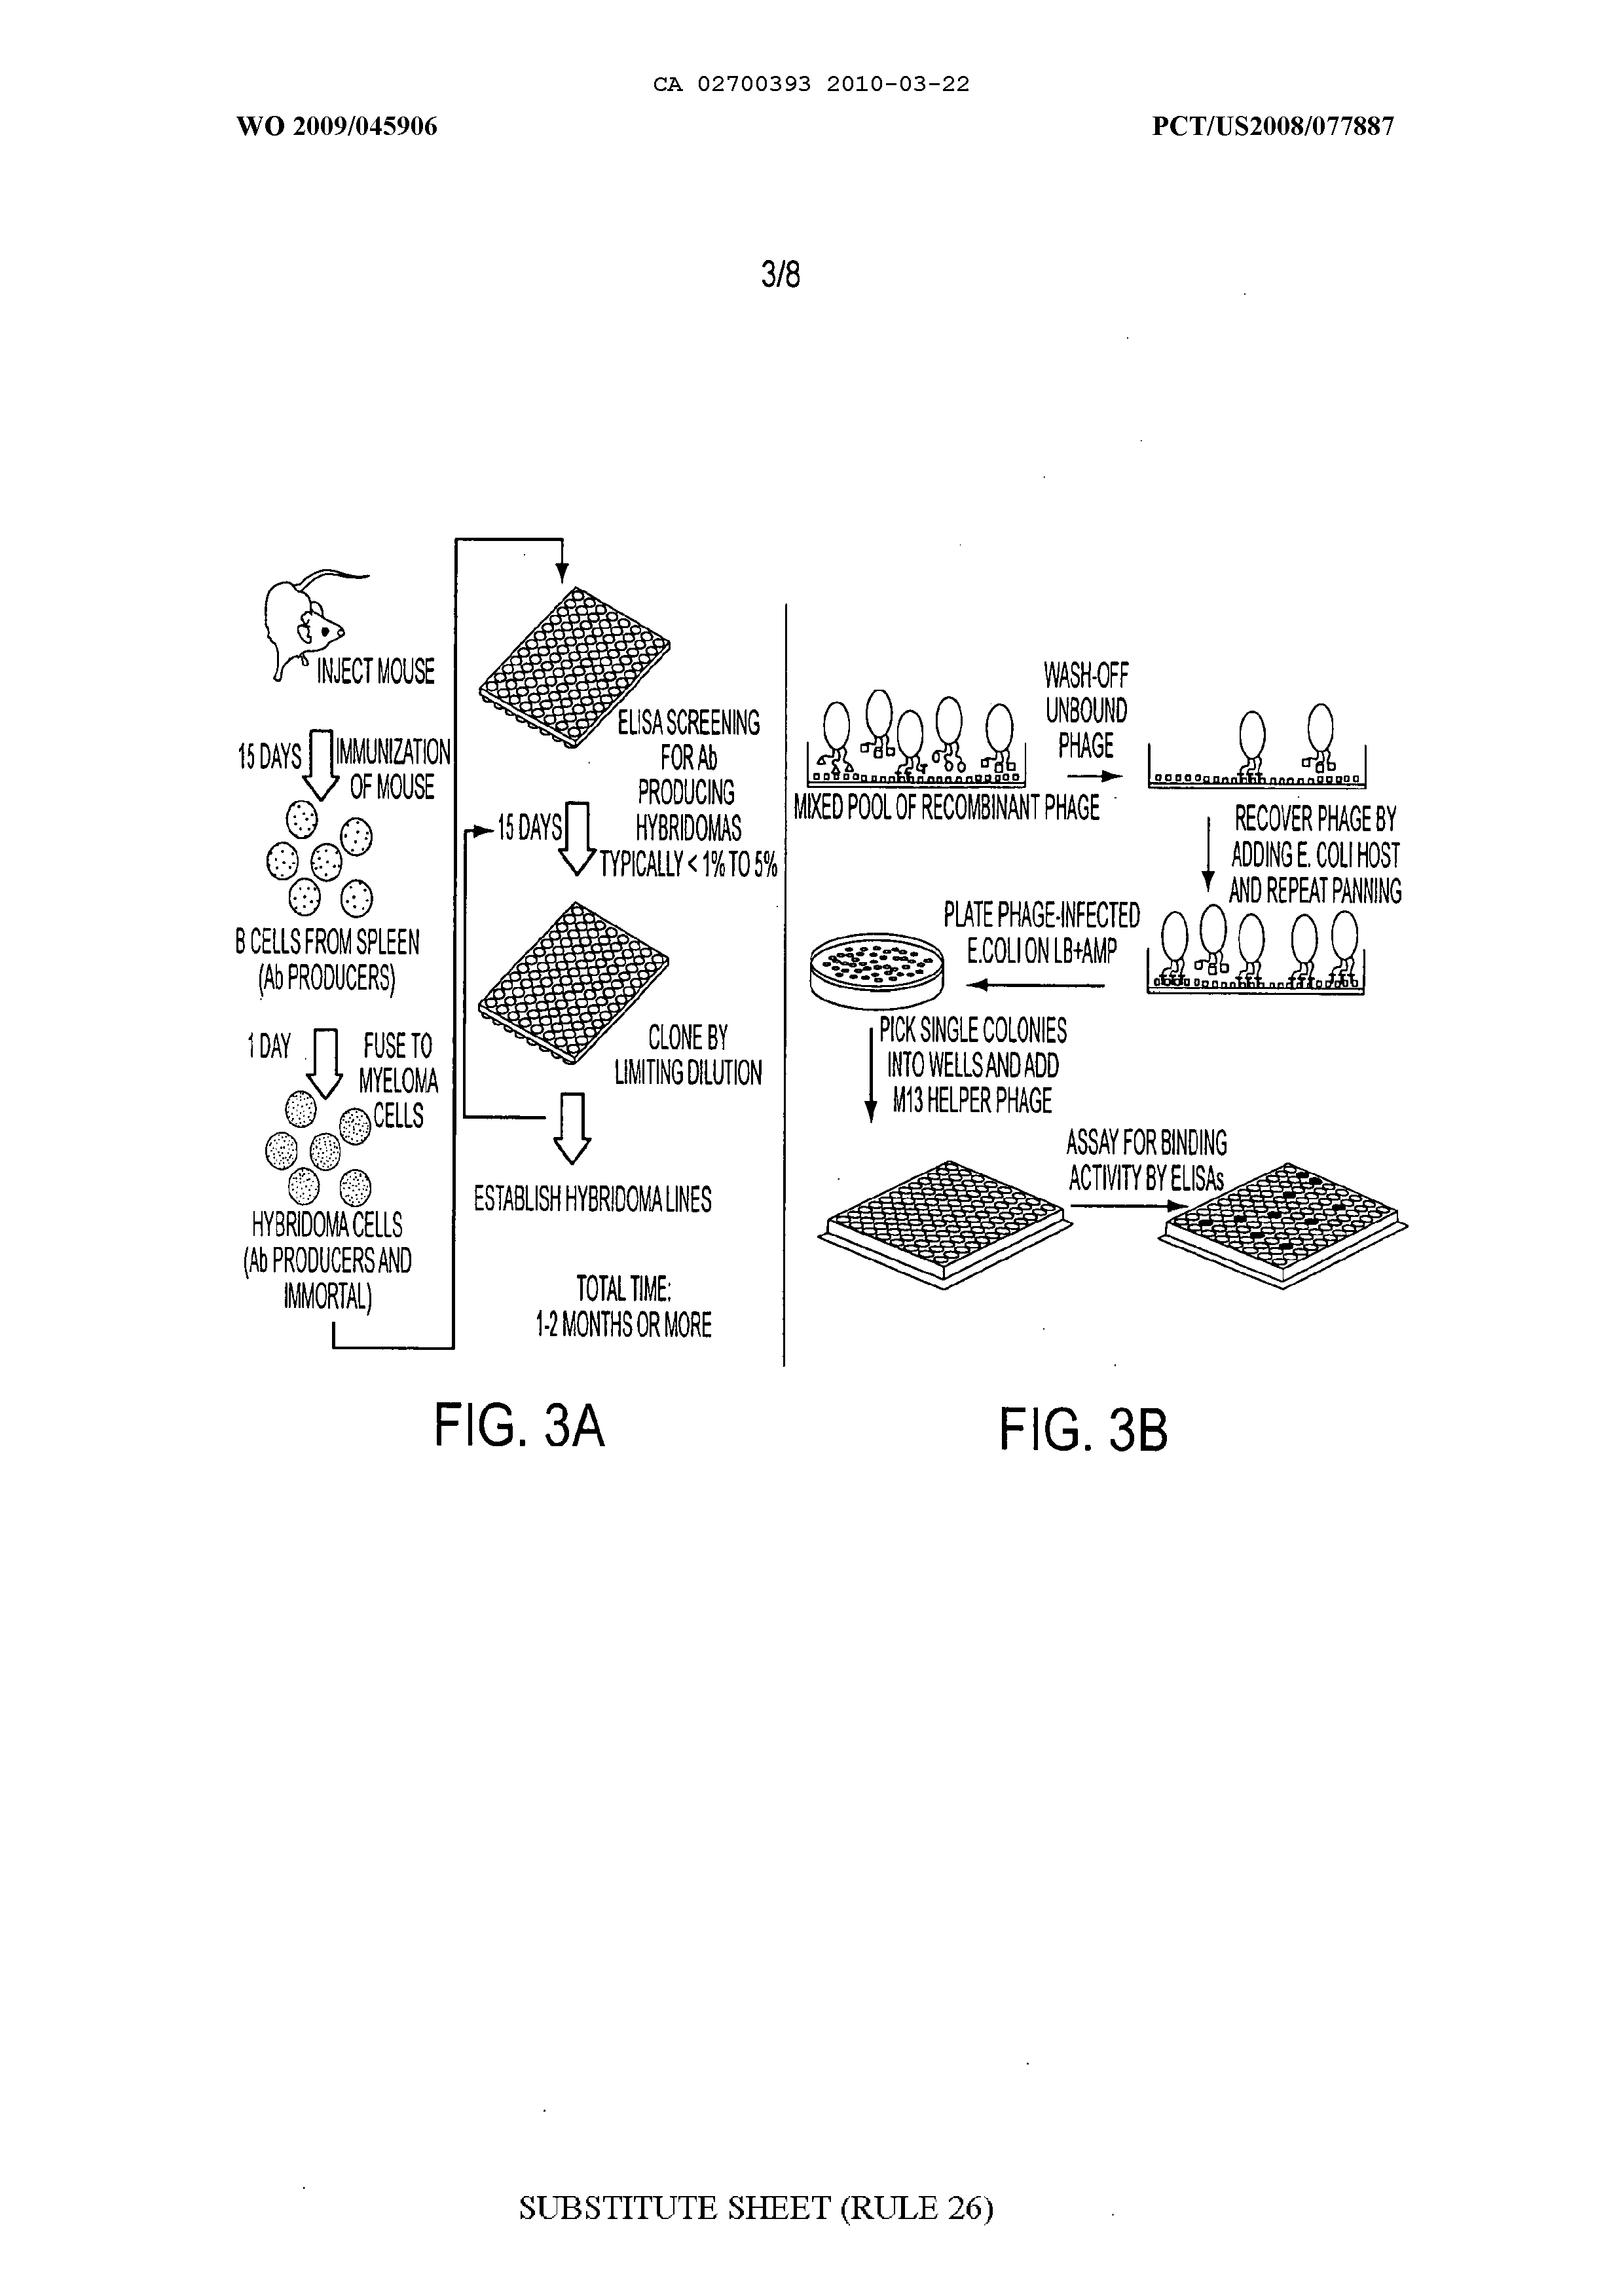 CA 02700393 2010-03-22
WO 2009/045906
PCT/US2008/077887
3/8
INJECT MOUSE
15 DAYS
IMMUNIZATION
OF MOUSE
B CELLS FROM SPLEEN
(Ab PRODUCERS)
1 DAY
FUSE TO
MYELOMA
CELLS
HYBRIDOMA CELLS
(Ab PRODUCERS AND
IMMORTAL)
ELISA SCREENING
FOR Ab
PRODUCING
HYBRIDOMAS
TYPICALLY < 1% TO 5%
15 DAYS
CLONE BY
LIMITING DILUTION
ESTABLISH HYBRIDOMA LINES
TOTAL TIME:
1-2 MONTHS OR MORE
FIG. 3A
MIXED POOL OF RECOMBINANT PHAGE
WASH-OFF
UNBOUND
PHAGE
RECOVER PHAGE BY
ADDING E. COLI HOST
AND REPEAT PANNING
PLATE PHAGE-INFECTED
E.COLI ON LB+AMP
PICK SINGLE COLONIES
INTO WELLS AND ADD
M13 HELPER PHAGE
ASSAY FOR BINDING
ACTIVITY BY ELISAs
FIG. 3B
SUBSTITUTE SHEET (RULE 26)